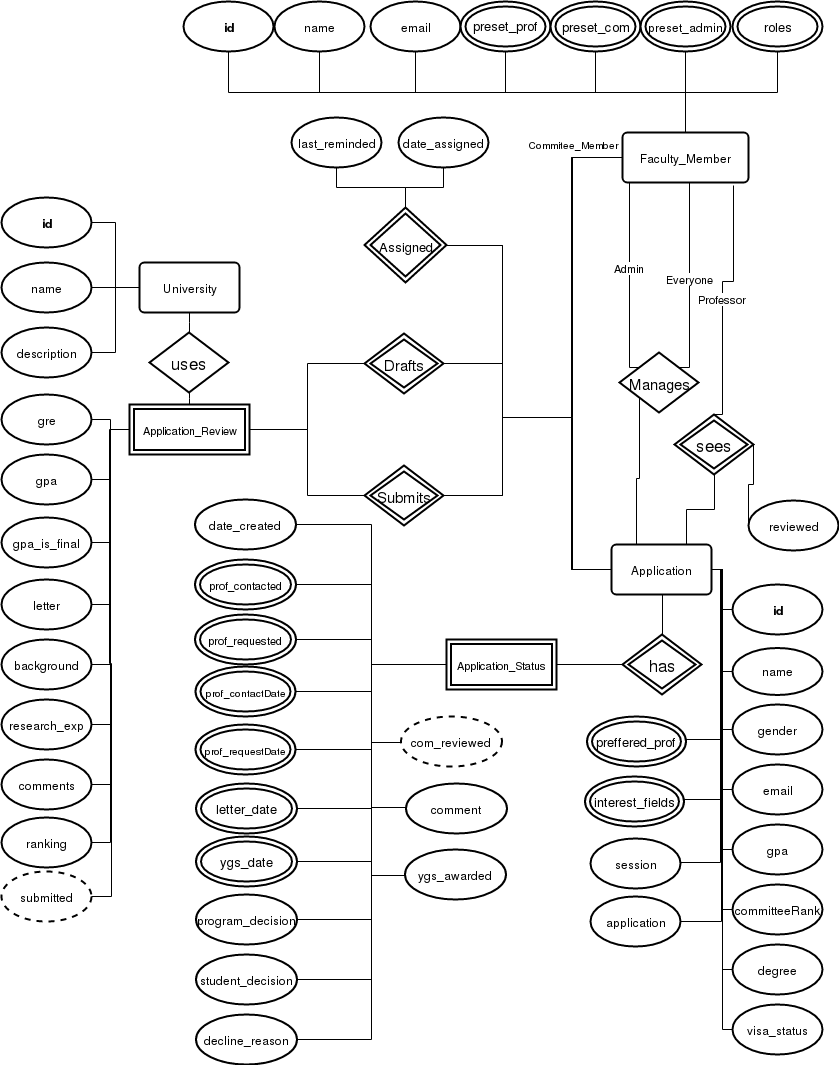 id
name
email
preset_prof
preset_com
preset_admin
roles
last_reminded
date_assigned
Commitee_Member
Faculty_Member
id
name
description
University
uses
Assigned
Admin
Everyone
Professor
Drafts
Manages
gre
gpa
gpa_is_final
letter
background
research_exp
comments
ranking
submitted
Application_Review
Submits
sees
reviewed
date_created
prof_contacted
prof_requested
prof_contactDate
prof_requestDate
letter_date
ygs_date
program_decision
student_decision
decline_reason
Application_Status
com_reviewed
comment
ygs_awarded
Application
has
preffered_prof
interest_fields
session
application
id
name
gender
email
gpa
committeeRank
degree
visa_status